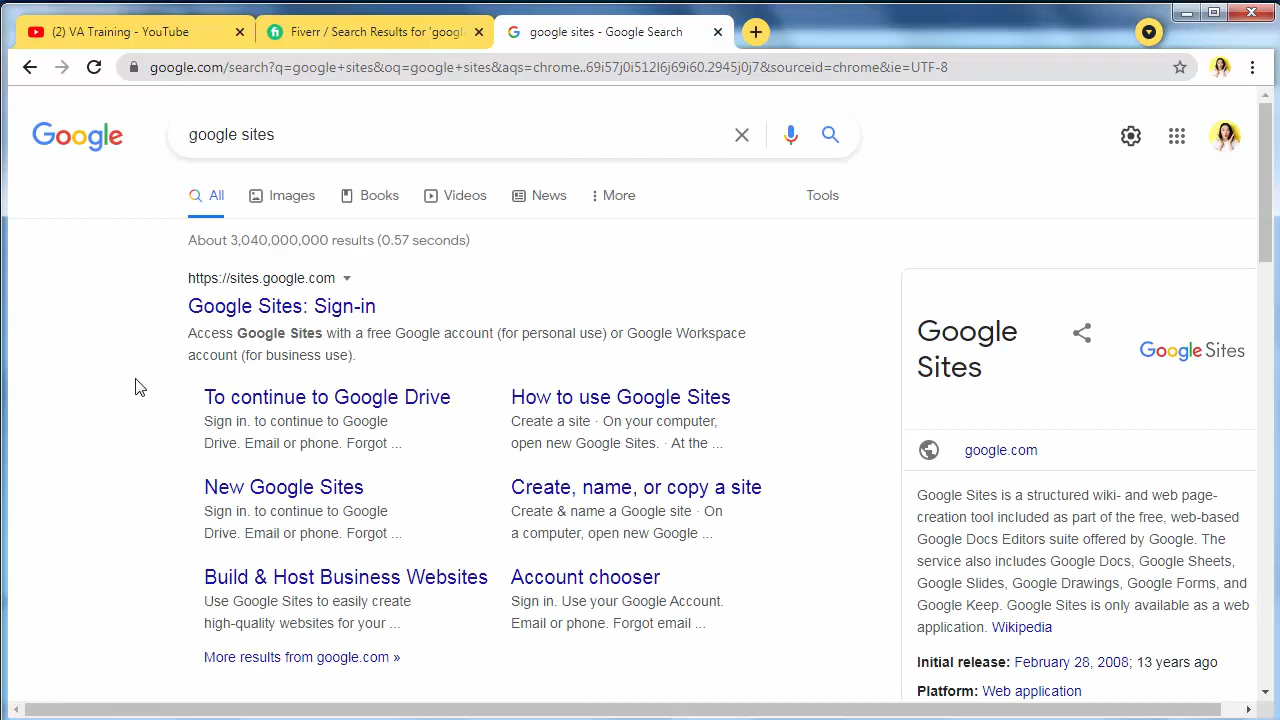 (2) VA Training - YouTube
Fiverr / Search Results for 'googl
google sites - Google Search
google.com/search?q=google+sites&oq=google+sites&aqs=chrome..69i57j0i512l6j69i60.2945j0j7&sourceid=chrome&ie=UTF-8
Google
google sites
All
Images
Books
Videos
News
More
Tools
About 3,040,000,000 results (0.57 seconds)
https://sites.google.com
Google Sites: Sign-in
Access Google Sites with a free Google account (for personal use) or Google Workspace
account (for business use).
To continue to Google Drive
Sign in. to continue to Google
Drive. Email or phone. Forgot ...
How to use Google Sites
Create a site · On your computer,
open new Google Sites. · At the ...
New Google Sites
Sign in. to continue to Google
Drive. Email or phone. Forgot ...
Create, name, or copy a site
Create & name a Google site · On
a computer, open new Google ...
Build & Host Business Websites
Use Google Sites to easily create
high-quality websites for your ...
Account chooser
Sign in. Use your Google Account.
Email or phone. Forgot email ...
More results from google.com »
Google
Sites
Google Sites
google.com
Google Sites is a structured wiki- and web page-
creation tool included as part of the free, web-based
Google Docs Editors suite offered by Google. The
service also includes Google Docs, Google Sheets,
Google Slides, Google Drawings, Google Forms, and
Google Keep. Google Sites is only available as a web
application. Wikipedia
Initial release: February 28, 2008; 13 years ago
Platform: Web application